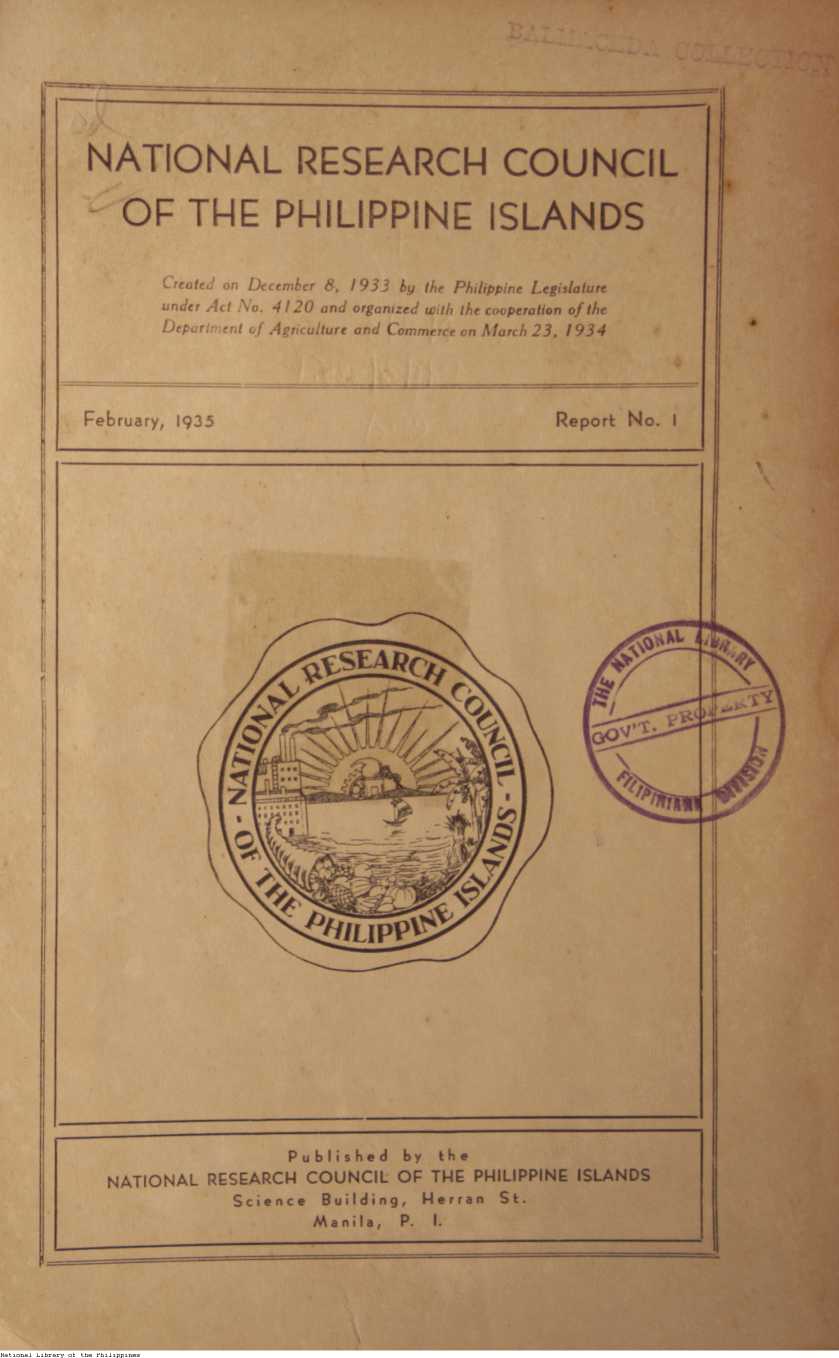 BALMACEDA COLLECTION
NATIONAL RESEARCH COUNCIL
OF THE PHILIPPINE ISLANDS
Created on December 8, 1933 by the Philippine Legislature
under Act No. 4120 and organized with the cooperation of the
Department of Agriculture and Commerce on March 23, 1934
February, 1935
Report No. 1
NATIONAL RESEARCH COUNCIL
- OF THE PHILIPPINE ISLANDS -
THE NATIONAL LIBRARY
GOV'T. PROPERTY
FILIPINIANA DIVISION
Published by the
NATIONAL RESEARCH COUNCIL OF THE PHILIPPINE ISLANDS
Science Building, Herran St.
Manila, P. I.
National Library of the Philippines